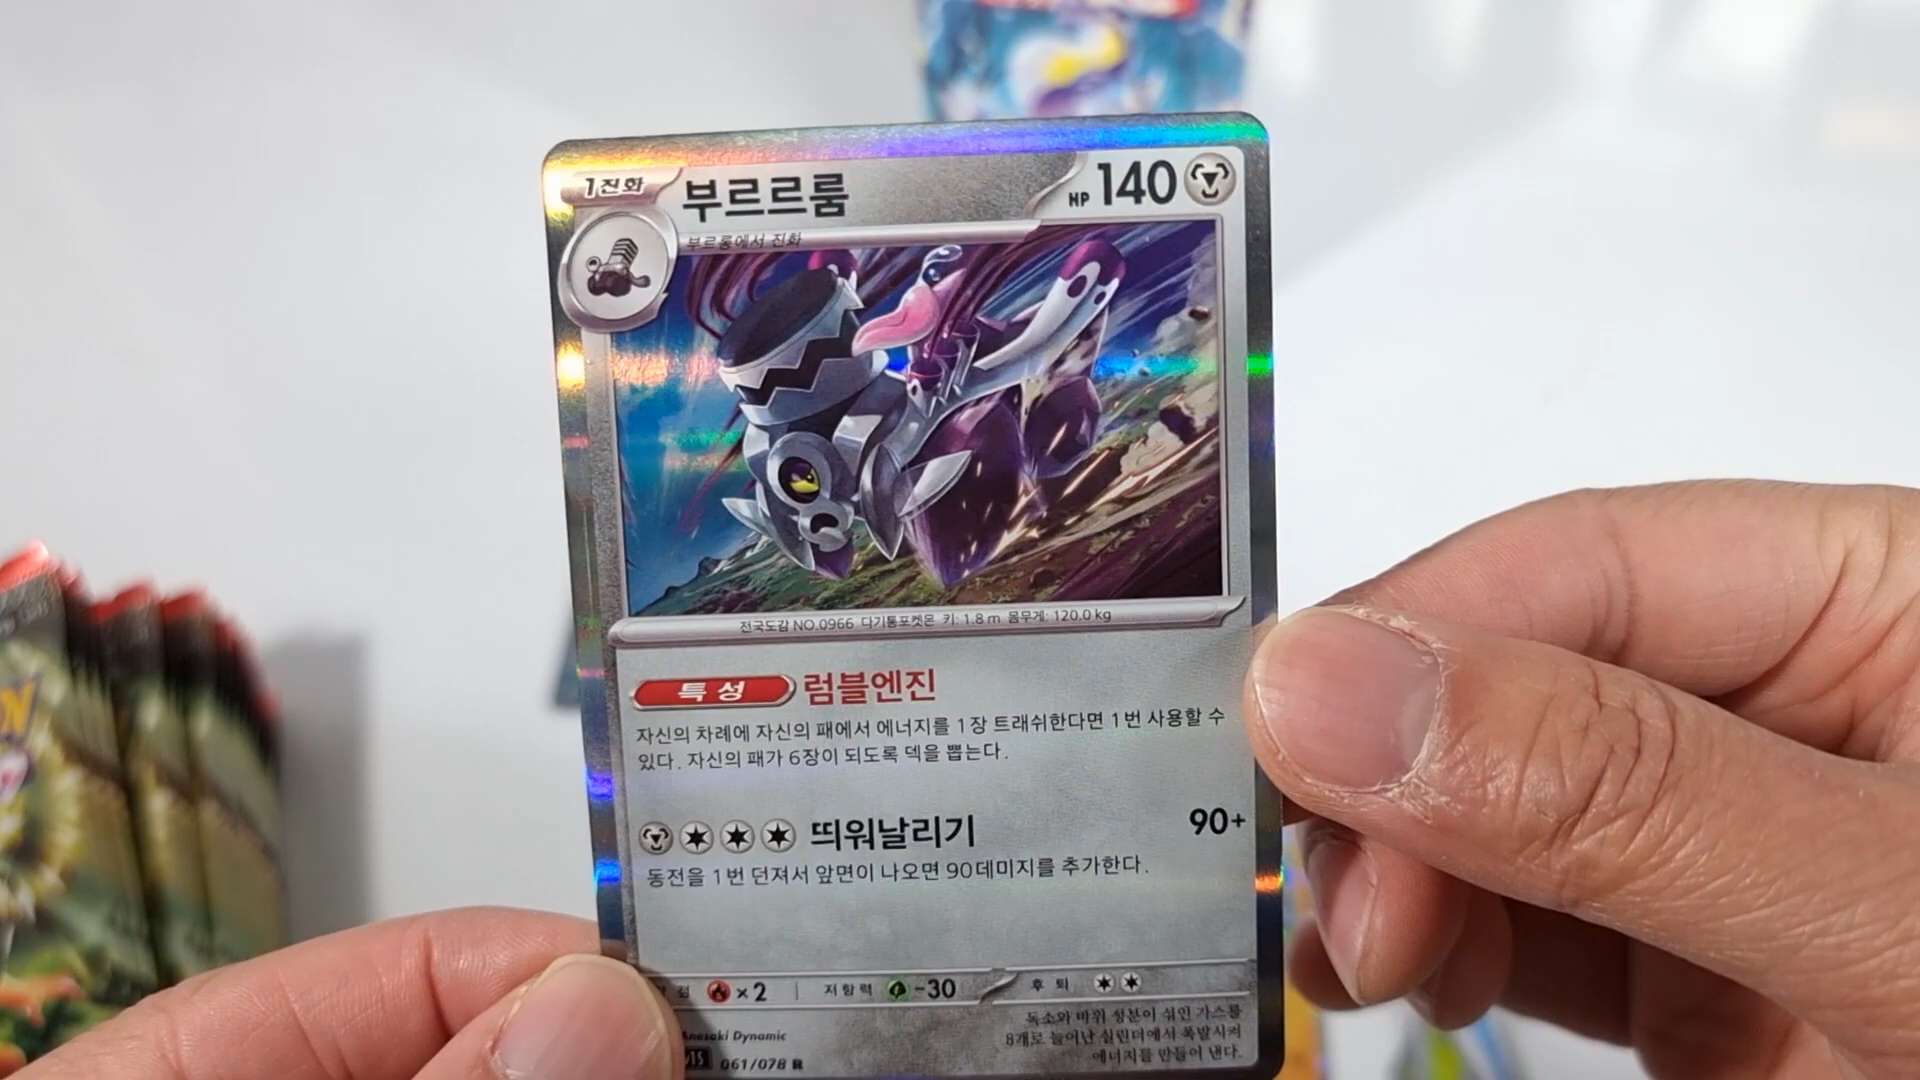 1진화 부르르룸 HP 140
부르롱에서 진화
전국도감 NO.0966 다기통포켓몬 키: 1.8 m 몸무게: 120.0 kg
특성 럼블엔진
자신의 차례에 자신의 패에서 에너지를 1장 트래쉬한다면 1번 사용할 수
있다. 자신의 패가 6장이 되도록 덱을 뽑는다.
띄워날리기 90+
동전을 1번 던져서 앞면이 나오면 90데미지를 추가한다.
×2 저항력 -30 후퇴
독소와 바위 성분이 섞인 가스를
8개로 늘어난 실린더에서 폭발시켜
에너지를 만들어 낸다.
Anesaki Dynamic
061/078 R